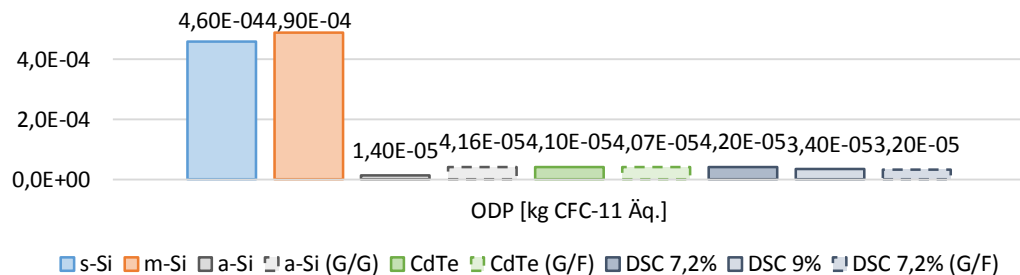 4,60E-04 4,90E-04
4,0E-04
2,0E-04
1,40E-05 4,16E-05 4,10E-05 4,07E-05 4,20E-05 3,40E-05 3,20E-05
0,0E+00
ODP [kg CFC-11 Äq.]
s-Si m-Si a-Si a-Si (G/G) CdTe CdTe (G/F) DSC 7,2% DSC 9% DSC 7,2% (G/F)